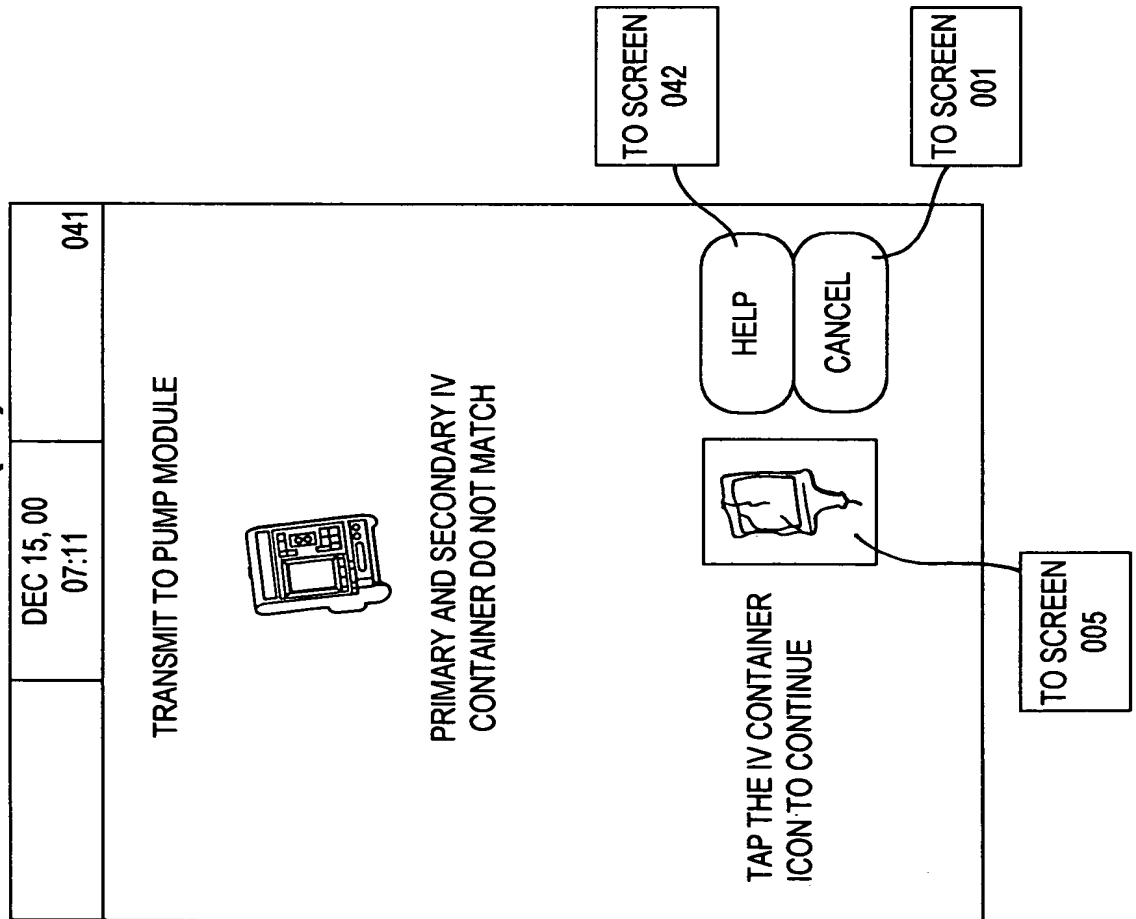 DEC 15, 00
07:11
041
TRANSMIT TO PUMP MODULE
PRIMARY AND SECONDARY IV
CONTAINER DO NOT MATCH
TAP THE IV CONTAINER
ICON TO CONTINUE
HELP
CANCEL
TO SCREEN
005
TO SCREEN
042
TO SCREEN
001